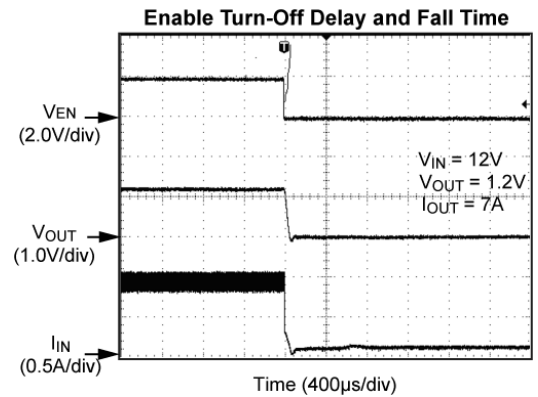 Enable Turn-Off Delay and Fall Time
T
VEN
(2.0V/div)
VIN = 12V
VOUT = 1.2V
IOUT = 7A
VOUT
(1.0V/div)
IIN
(0.5A/div)
Time (400µs/div)